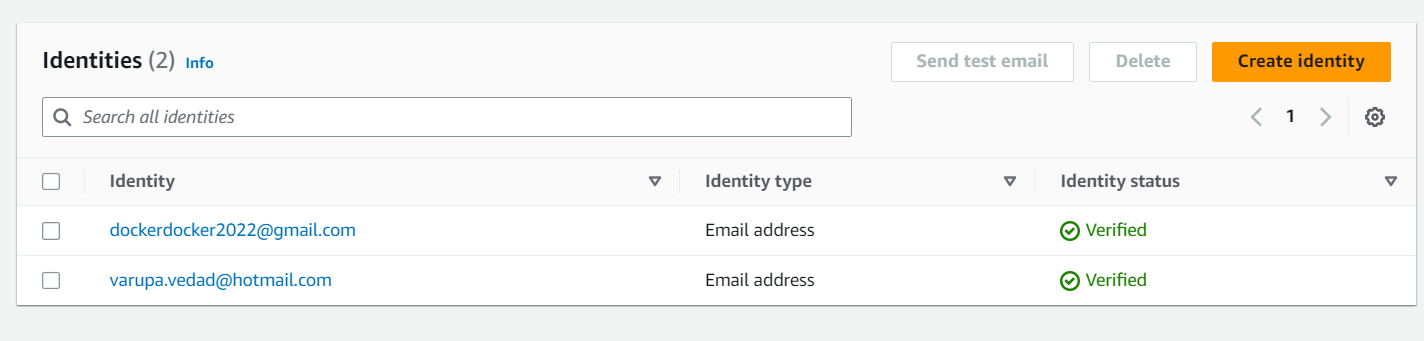 Identities (2) Info Send test email Delete Create identity
Search all identities 1
Identity Identity type Identity status
dockerdocker2022@gmail.com Email address Verified
varupa.vedad@hotmail.com Email address Verified